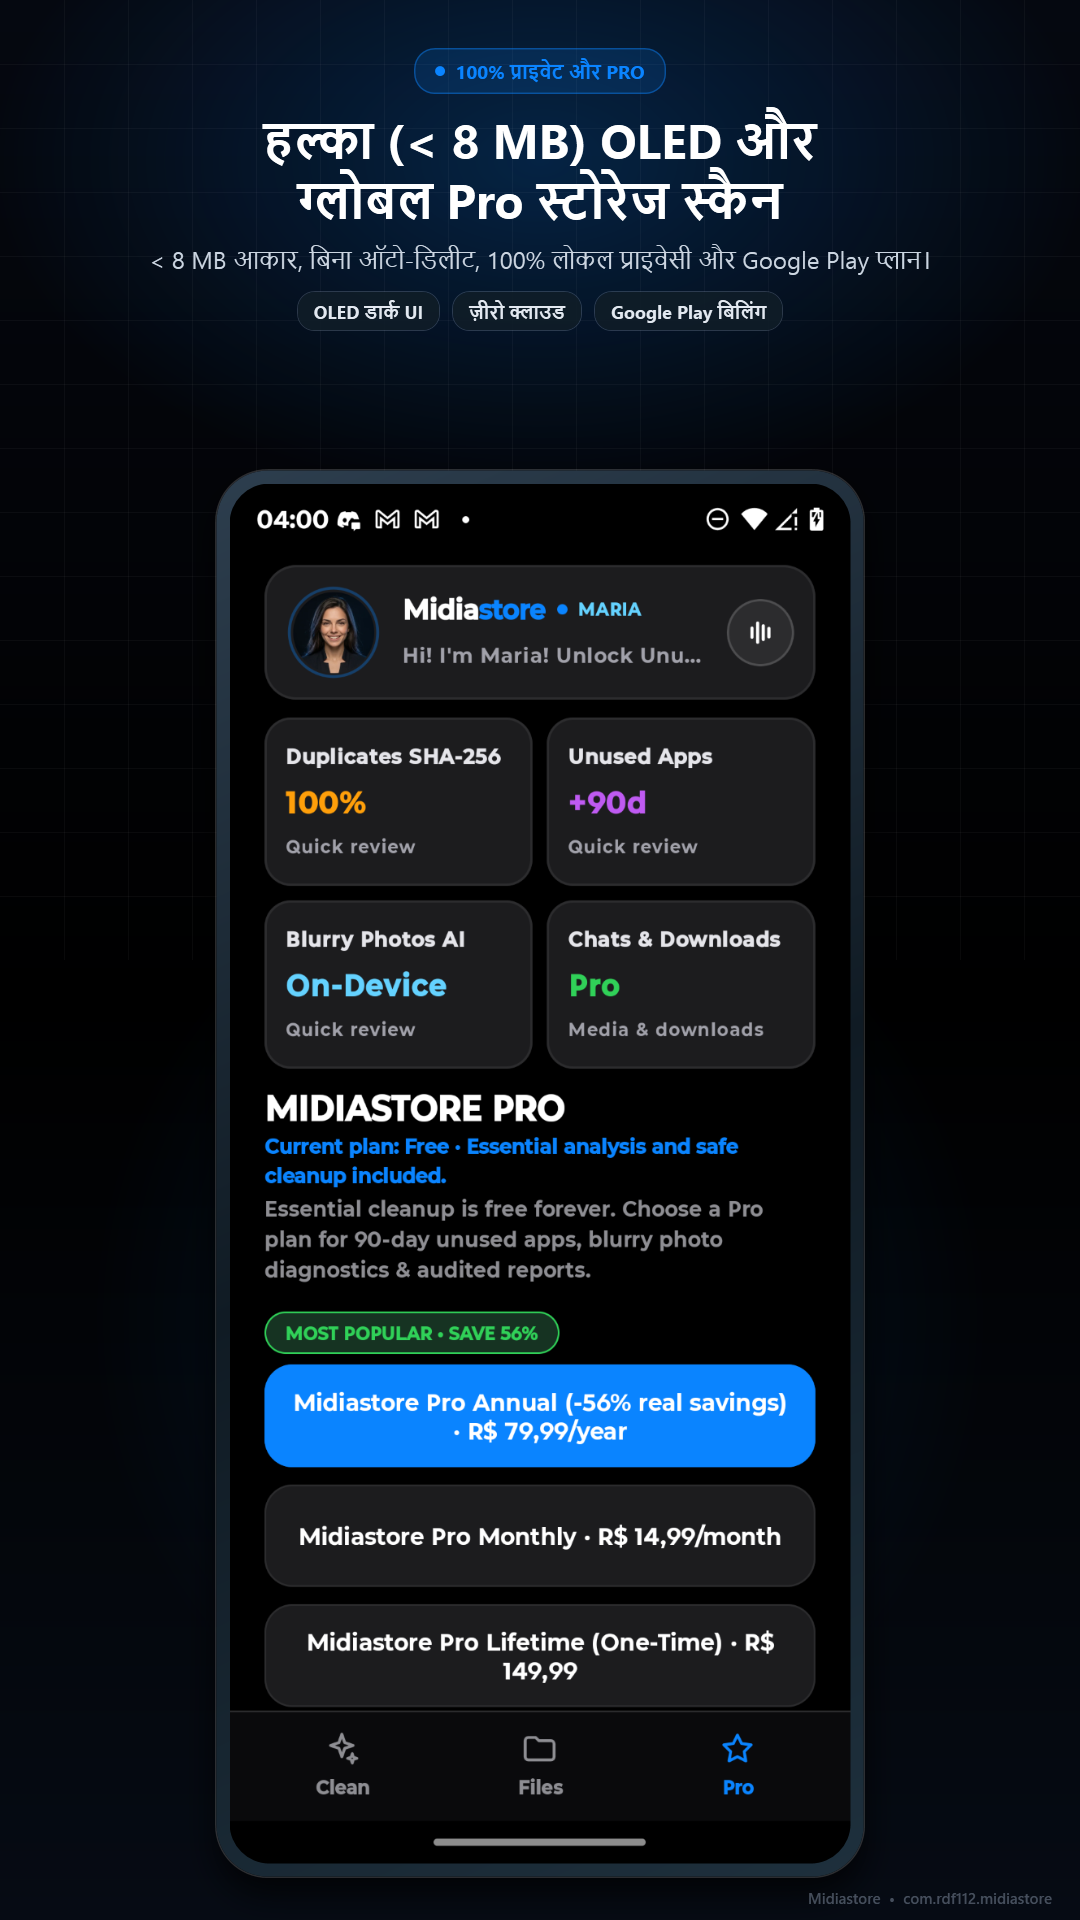 100% प्राइवेट और PRO
हल्का (< 8 MB) OLED और
ग्लोबल Pro स्टोरेज स्कैन
< 8 MB आकार, बिना ऑटो-डिलीट, 100% लोकल प्राइवेसी और Google Play प्लान।
OLED डार्क UI
ज़ीरो क्लाउड
Google Play बिलिंग
04:00
Midiastore • MARIA
Hi! I'm Maria! Unlock Unu...
Duplicates SHA-256
100%
Quick review
Unused Apps
+90d
Quick review
Blurry Photos AI
On-Device
Quick review
Chats & Downloads
Pro
Media & downloads
MIDIASTORE PRO
Current plan: Free · Essential analysis and safe
cleanup included.
Essential cleanup is free forever. Choose a Pro
plan for 90-day unused apps, blurry photo
diagnostics & audited reports.
MOST POPULAR • SAVE 56%
Midiastore Pro Annual (-56% real savings)
· R$ 79,99/year
Midiastore Pro Monthly · R$ 14,99/month
Midiastore Pro Lifetime (One-Time) · R$
149,99
Clean
Files
Pro
Midiastore • com.rdf112.midiastore